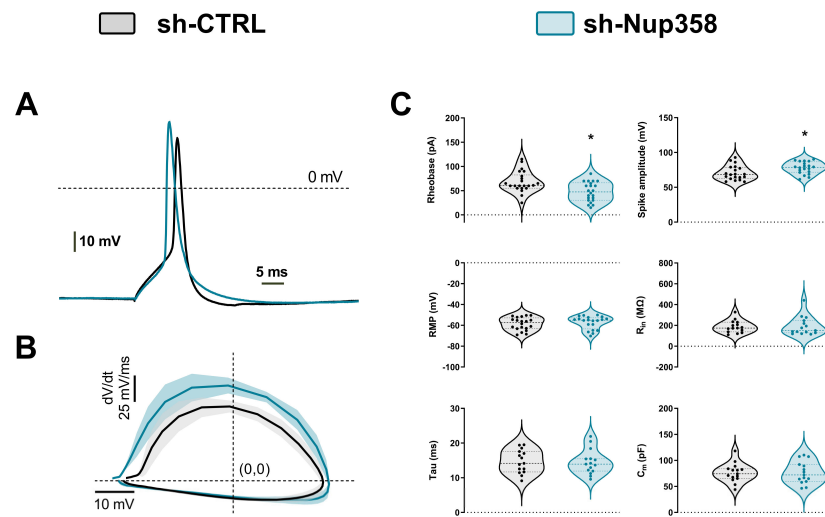 sh-CTRL
sh-Nup358
A
0 mV
10 mV
5 ms
B
dV/dt
25 mV/ms
(0,0)
10 mV
C
Rheobase (pA)
200
150
100
50
0
*
Spike amplitude (mV)
150
100
50
0
*
RMP (mV)
0
-20
-40
-60
-80
-100
Rin (MΩ)
800
600
400
200
0
-200
Tau (ms)
30
20
10
0
Cm (pF)
200
150
100
50
0